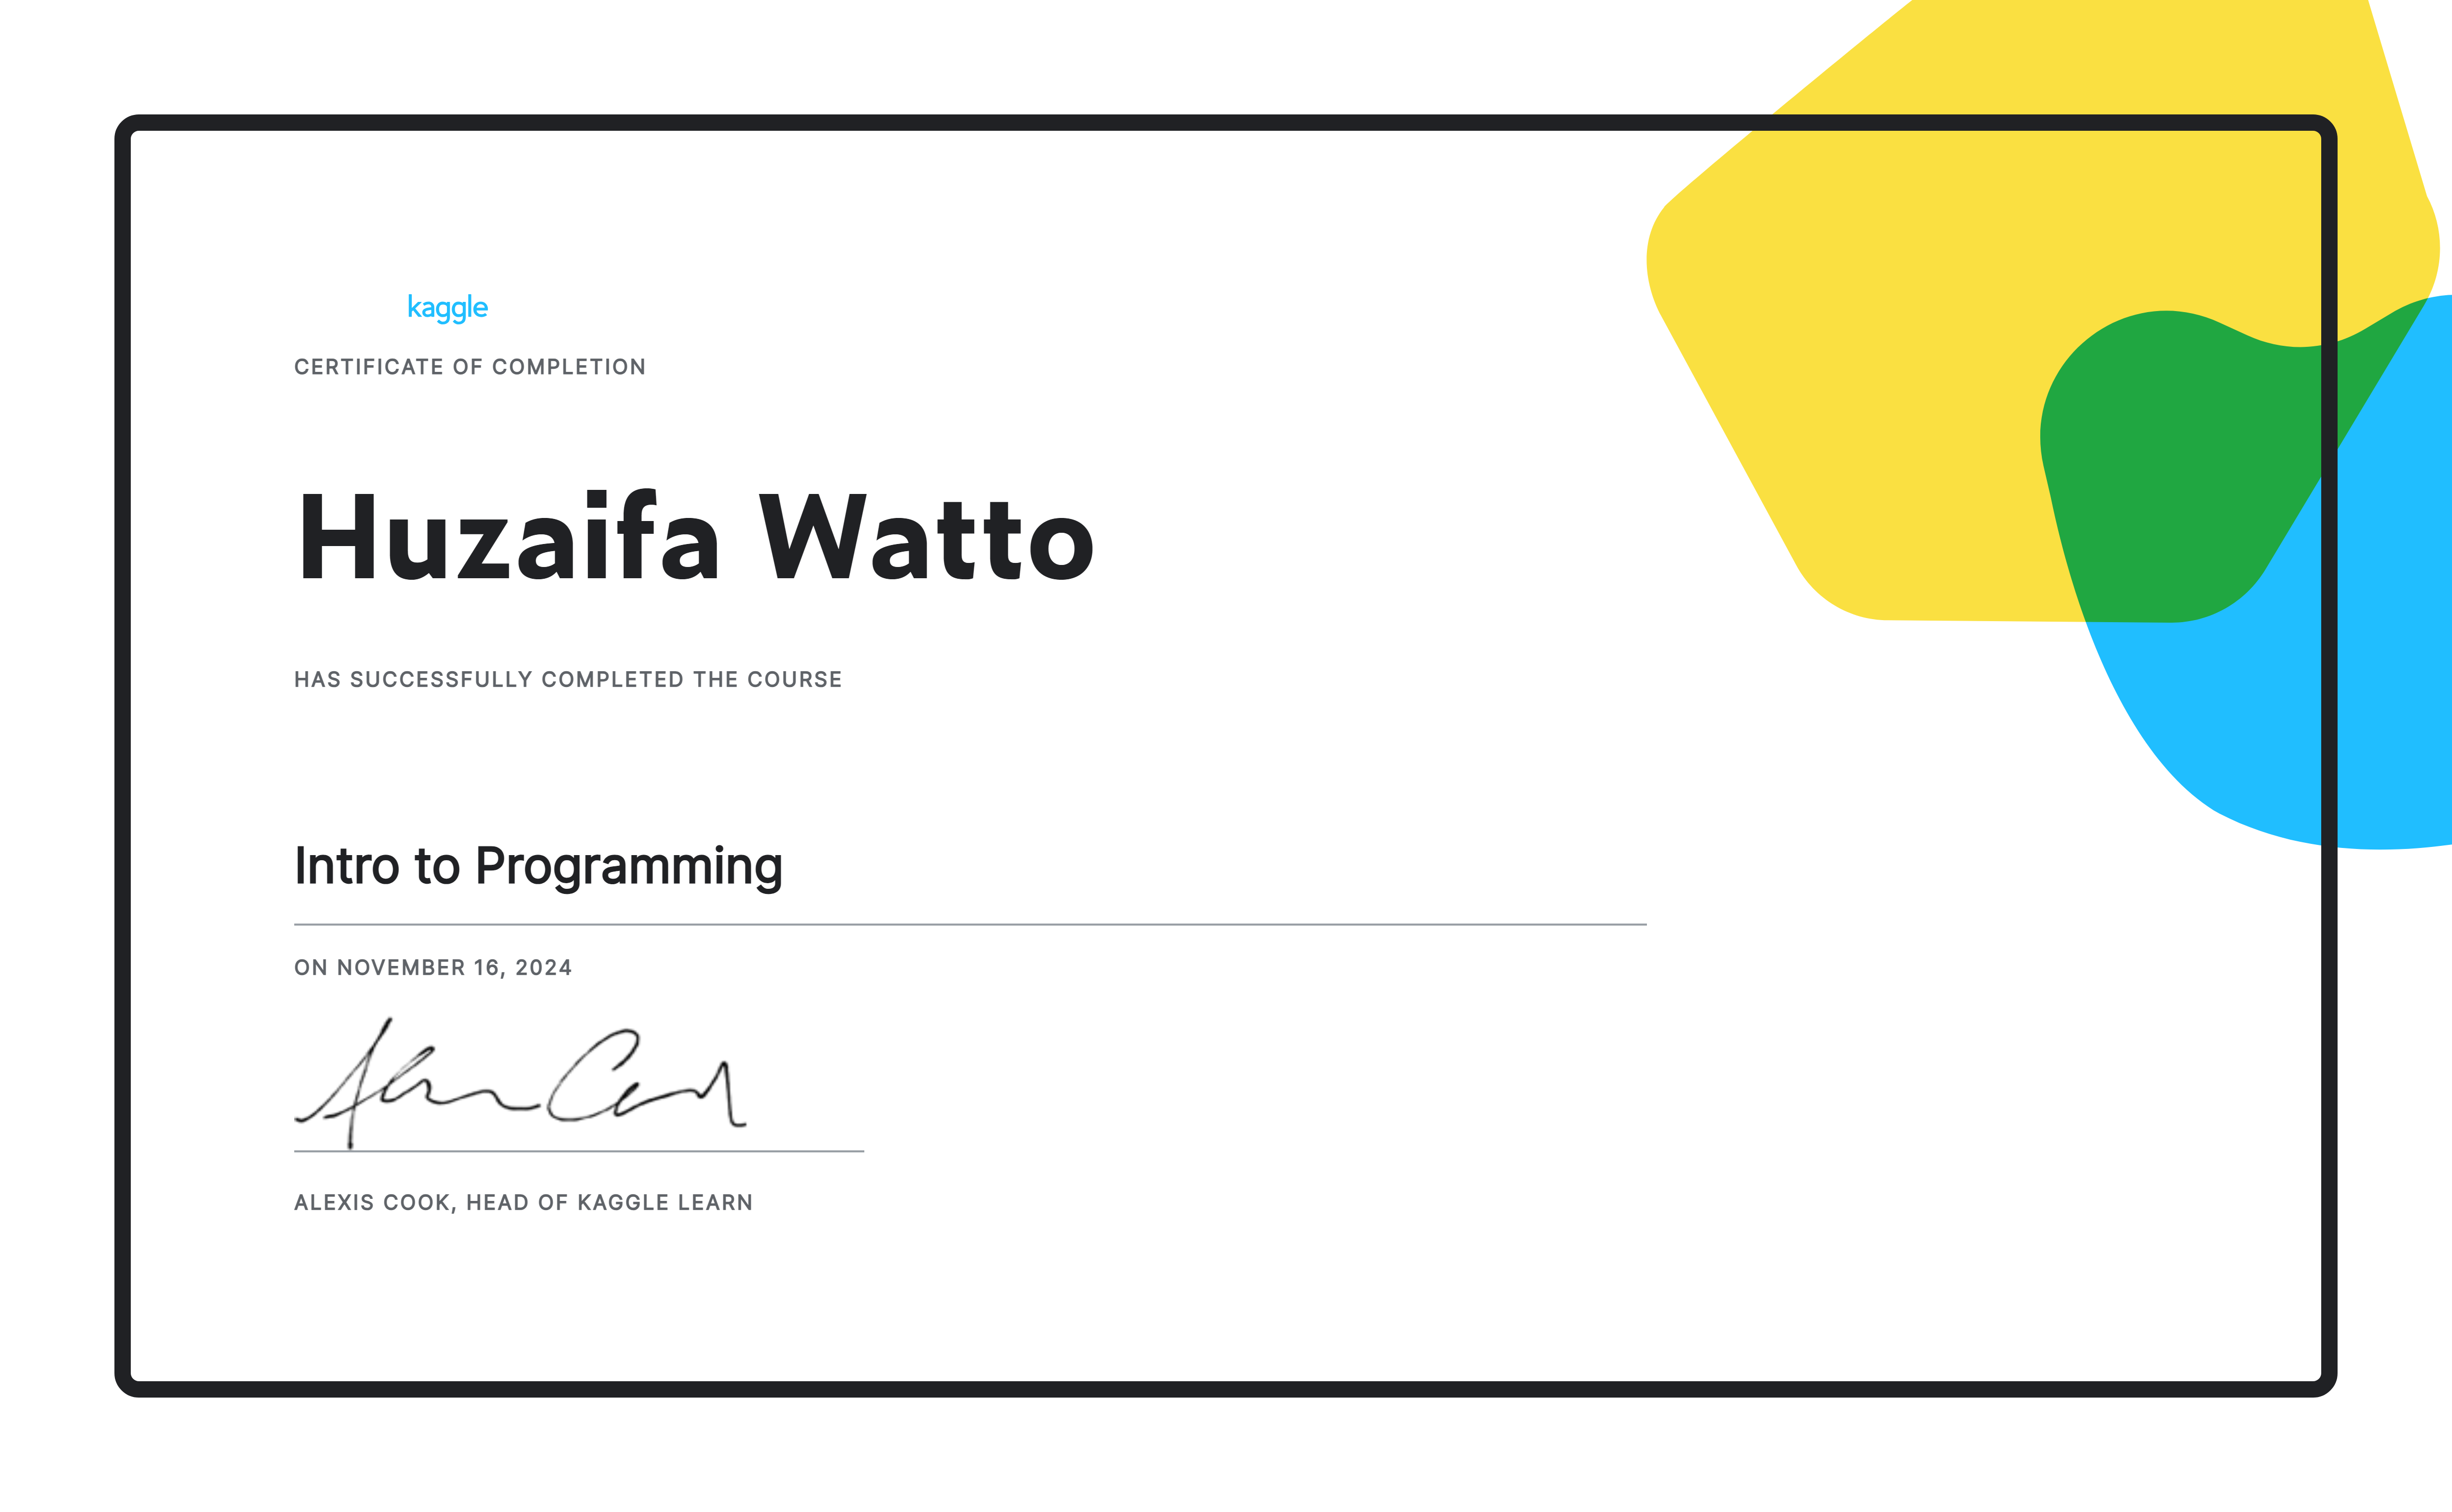 kaggle
CERTIFICATE OF COMPLETION
Huzaifa Watto
HAS SUCCESSFULLY COMPLETED THE COURSE
Intro to Programming
ON NOVEMBER 16, 2024
ALEXIS COOK, HEAD OF KAGGLE LEARN